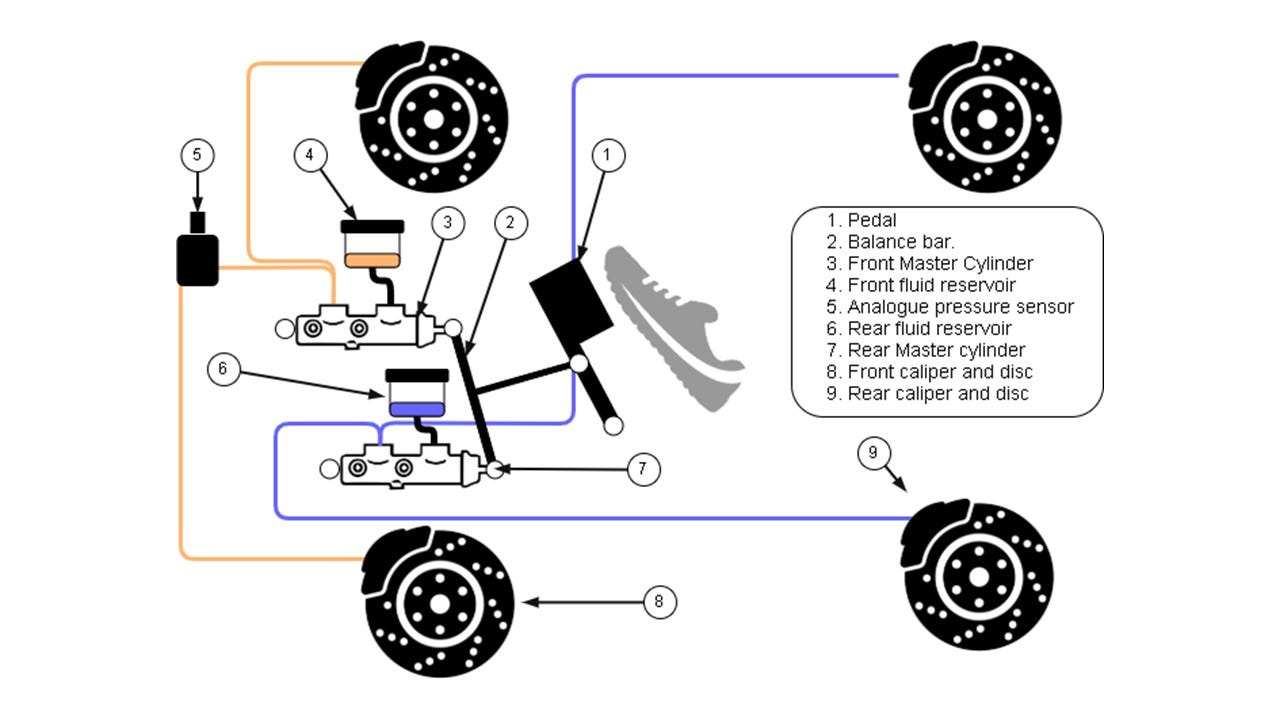 5
4
1
3
2
1. Pedal
2. Balance bar.
3. Front Master Cylinder
4. Front fluid reservoir
5. Analogue pressure sensor
6. Rear fluid reservoir
7. Rear Master cylinder
8. Front caliper and disc
9. Rear caliper and disc
6
9
7
8